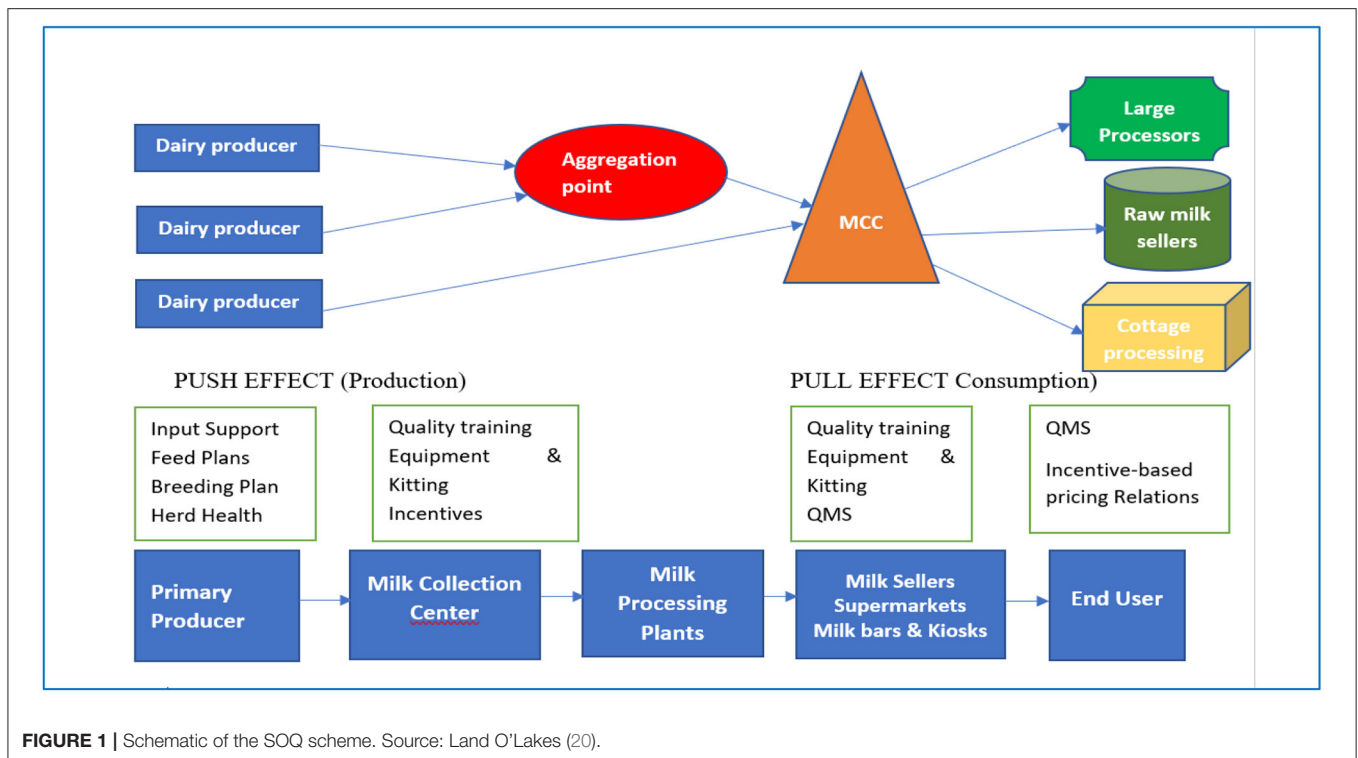 Dairy producer
Dairy producer
Dairy producer
Aggregation
point
MCC
Large
Processors
Raw milk
sellers
Cottage
processing
PUSH EFFECT (Production)
PULL EFFECT Consumption)
Input Support
Feed Plans
Breeding Plan
Herd Health
Quality training
Equipment &
Kitting
Incentives
Quality training
Equipment &
Kitting
QMS
QMS
Incentive-based
pricing Relations
Primary
Producer
Milk Collection
Center
Milk
Processing
Plants
Milk Sellers
Supermarkets
Milk bars & Kiosks
End User
FIGURE 1 | Schematic of the SOQ scheme. Source: Land O'Lakes (20).